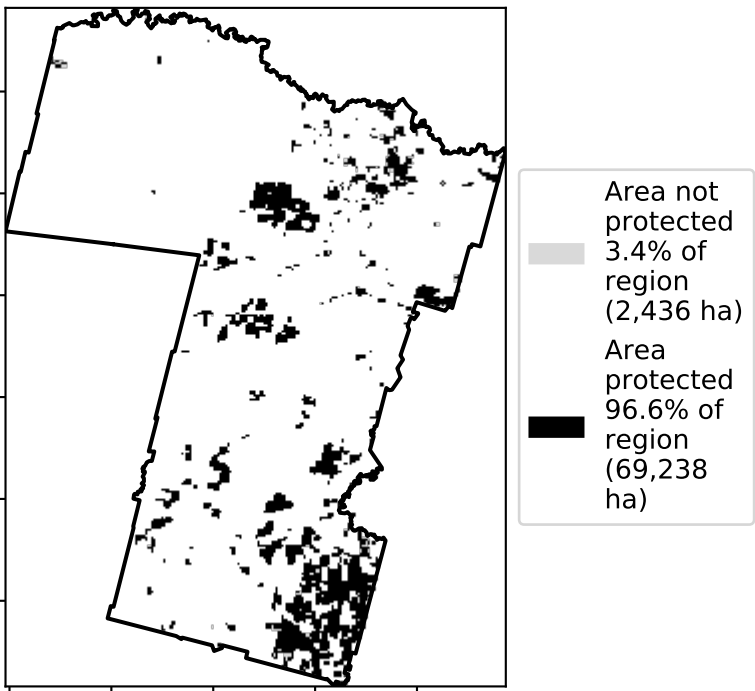 Area not
protected
3.4% of
region
(2,436 ha)
Area
protected
96.6% of
region
(69,238
ha)